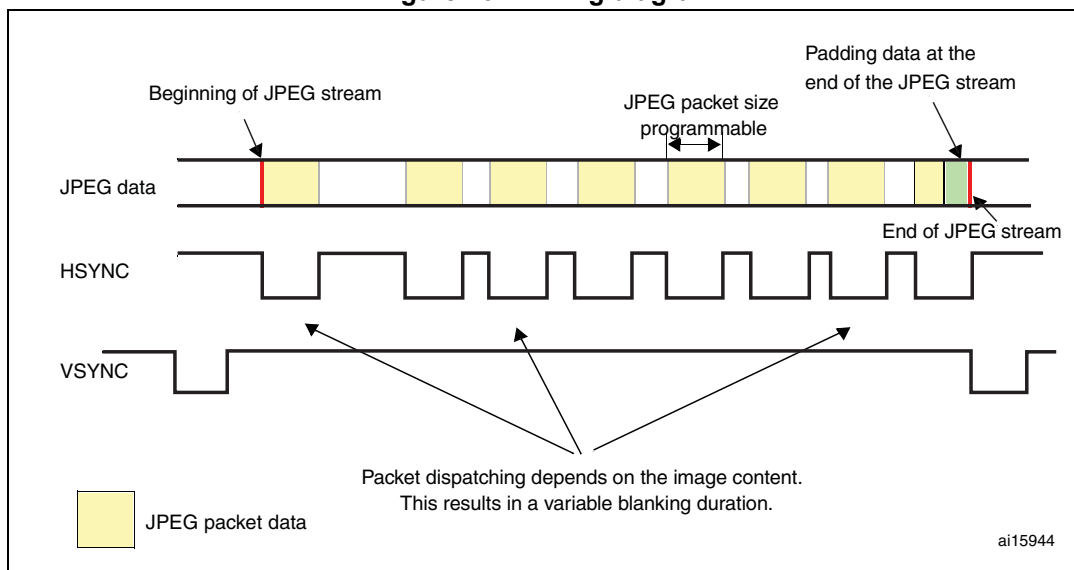 Padding data at the
end of the JPEG stream
Beginning of JPEG stream
JPEG packet size
programmable
JPEG data
End of JPEG stream
HSYNC
VSYNC
Packet dispatching depends on the image content.
This results in a variable blanking duration.
JPEG packet data
ai15944